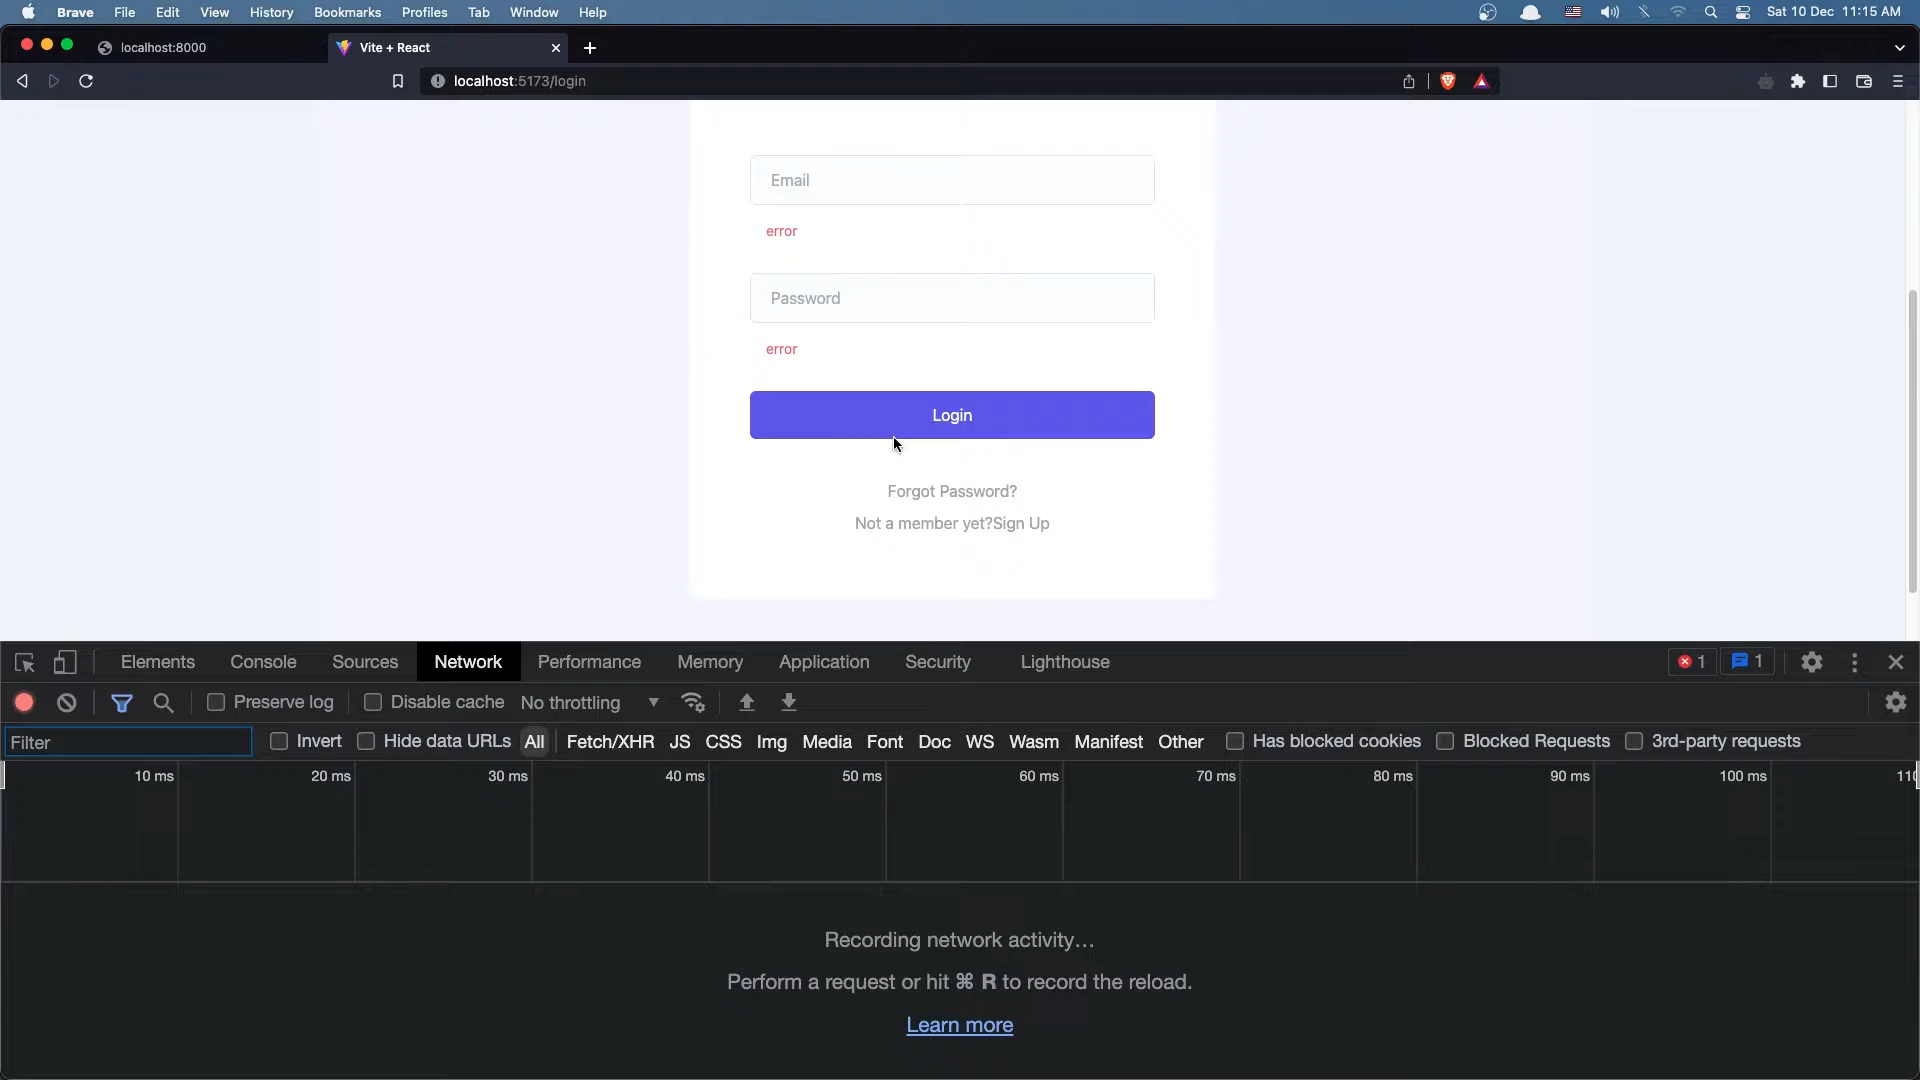 Brave File Edit View History Bookmarks Profiles Tab Window Help Sat 10 Dec 11:15 AM
localhost:8000 Vite + React
localhost:5173/login
Email
error
Password
error
Login
Forgot Password?
Not a member yet?Sign Up
Elements Console Sources Network Performance Memory Application Security Lighthouse 1 1
Preserve log Disable cache No throttling
Filter Invert Hide data URLs All Fetch/XHR JS CSS Img Media Font Doc WS Wasm Manifest Other Has blocked cookies Blocked Requests 3rd-party requests
10 ms 20 ms 30 ms 40 ms 50 ms 60 ms 70 ms 80 ms 90 ms 100 ms
Recording network activity…
Perform a request or hit ⌘ R to record the reload.
Learn more